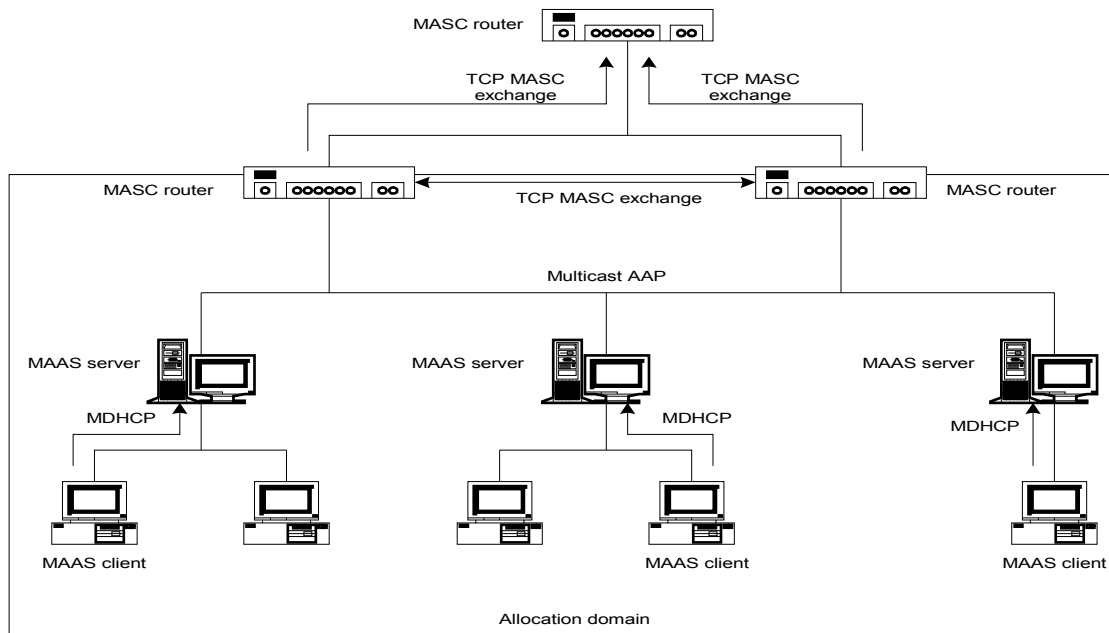 MASC router
TCP MASC
exchange
TCP MASC
exchange
MASC router
TCP MASC exchange
MASC router
Multicast AAP
MAAS server
MAAS server
MAAS server
MDHCP
MDHCP
MDHCP
MAAS client
MAAS client
MAAS client
Allocation domain